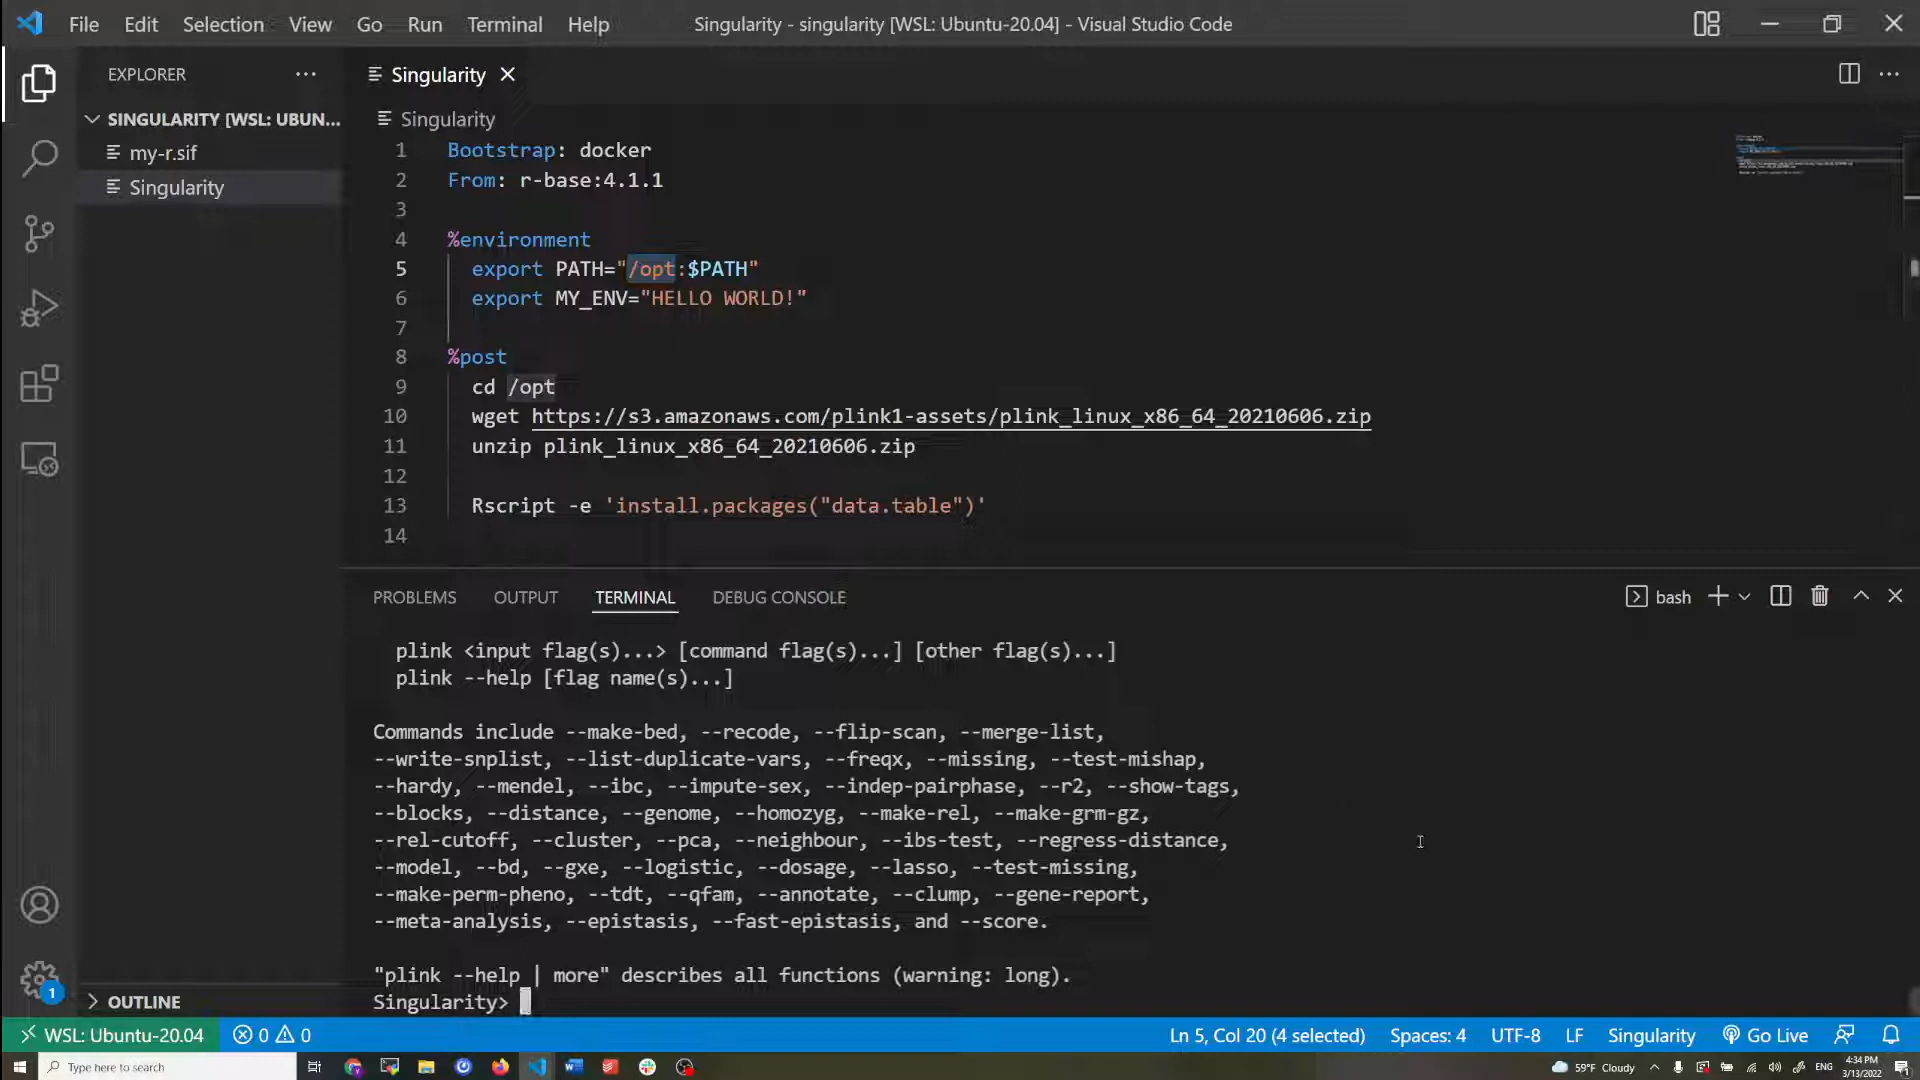 File Edit Selection View Go Run Terminal Help Singularity - singularity [WSL: Ubuntu-20.04] - Visual Studio Code
EXPLORER
SINGULARITY [WSL: UBUN...
my-r.sif
Singularity
Singularity
Singularity
1 Bootstrap: docker
2 From: r-base:4.1.1
3
4 %environment
5 export PATH="/opt:$PATH"
6 export MY_ENV="HELLO WORLD!"
7
8 %post
9 cd /opt
10 wget https://s3.amazonaws.com/plink1-assets/plink_linux_x86_64_20210606.zip
11 unzip plink_linux_x86_64_20210606.zip
12
13 Rscript -e 'install.packages("data.table")'
14
PROBLEMS OUTPUT TERMINAL DEBUG CONSOLE bash
plink <input flag(s)...> [command flag(s)...] [other flag(s)...]
plink --help [flag name(s)...]
Commands include --make-bed, --recode, --flip-scan, --merge-list,
--write-snplist, --list-duplicate-vars, --freqx, --missing, --test-mishap,
--hardy, --mendel, --ibc, --impute-sex, --indep-pairphase, --r2, --show-tags,
--blocks, --distance, --genome, --homozyg, --make-rel, --make-grm-gz,
--rel-cutoff, --cluster, --pca, --neighbour, --ibs-test, --regress-distance,
--model, --bd, --gxe, --logistic, --dosage, --lasso, --test-missing,
--make-perm-pheno, --tdt, --qfam, --annotate, --clump, --gene-report,
--meta-analysis, --epistasis, --fast-epistasis, and --score.
"plink --help | more" describes all functions (warning: long).
Singularity>
1
OUTLINE
WSL: Ubuntu-20.04 0 0 Ln 5, Col 20 (4 selected) Spaces: 4 UTF-8 LF Singularity Go Live
Type here to search
59°F Cloudy ENG
4:34 PM
3/13/2022